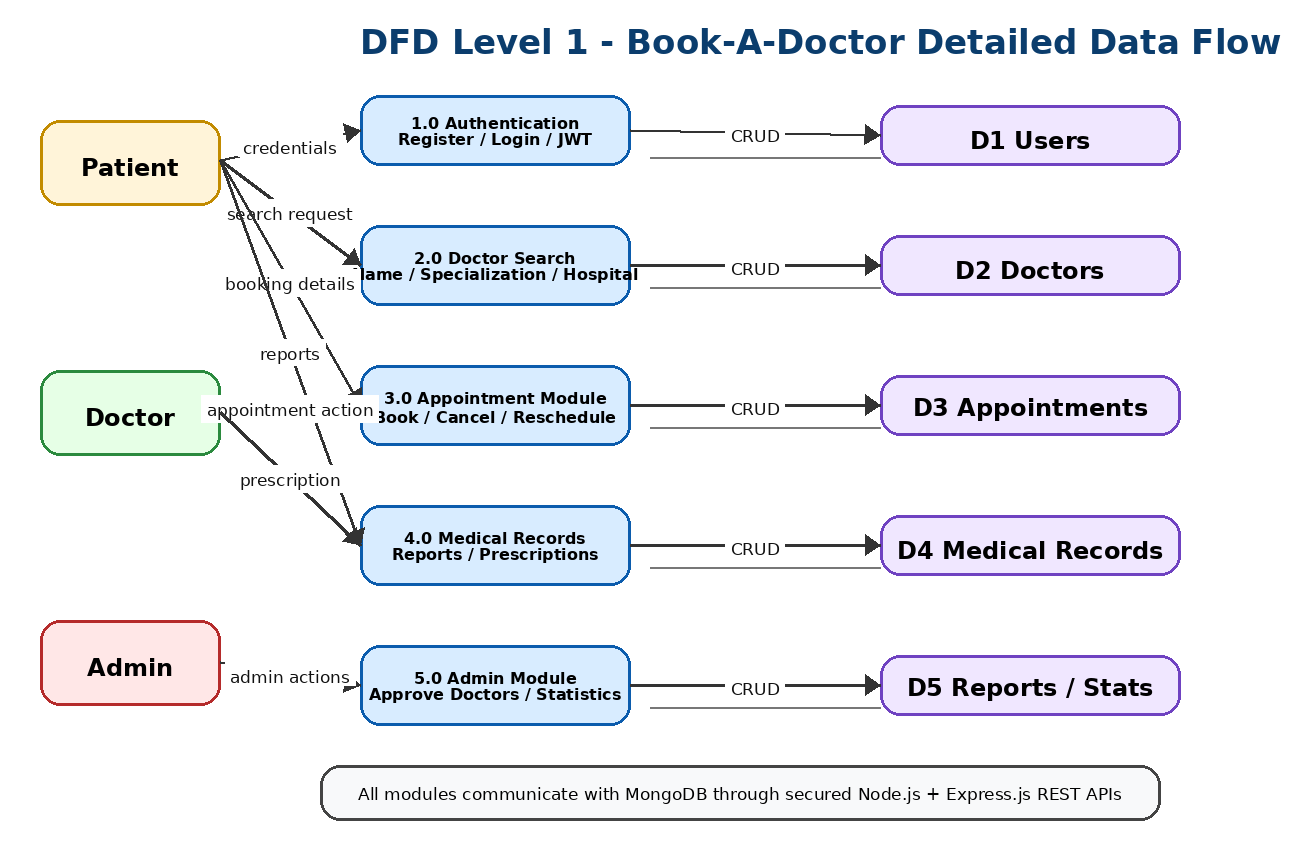 DFD Level 1 - Book-A-Doctor Detailed Data Flow
Patient
credentials
1.0 Authentication
Register / Login / JWT
CRUD
D1 Users
search request
2.0 Doctor Search
/ Specialization / Hospital
CRUD
D2 Doctors
booking details
reports
Doctor
appointment action
3.0 Appointment Module
Book / Cancel / Reschedule
CRUD
D3 Appointments
prescription
4.0 Medical Records
Reports / Prescriptions
CRUD
D4 Medical Records
Admin
admin actions
5.0 Admin Module
Approve Doctors / Statistics
CRUD
D5 Reports / Stats
All modules communicate with MongoDB through secured Node.js + Express.js REST APIs